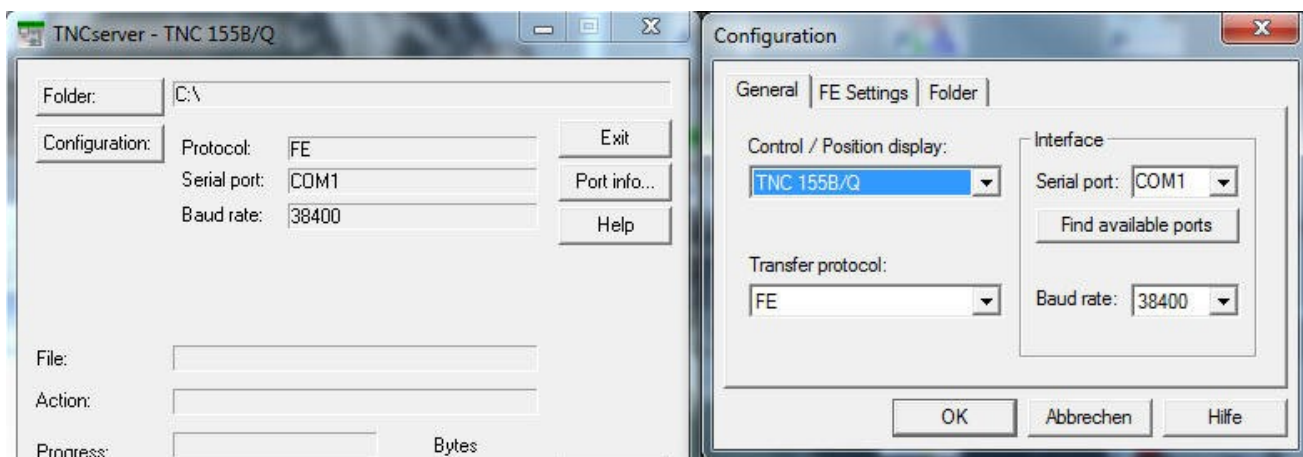 TNCserver - TNC 155B/Q
Folder:
C:\
Configuration:
Protocol:
FE
Exit
Serial port:
COM1
Port info...
Baud rate:
38400
Help
File:
Action:
Progress:
Bytes
Configuration
General
FE Settings
Folder
Control / Position display:
TNC 155B/Q
Transfer protocol:
FE
Interface
Serial port:
COM1
Find available ports
Baud rate:
38400
OK
Abbrechen
Hilfe